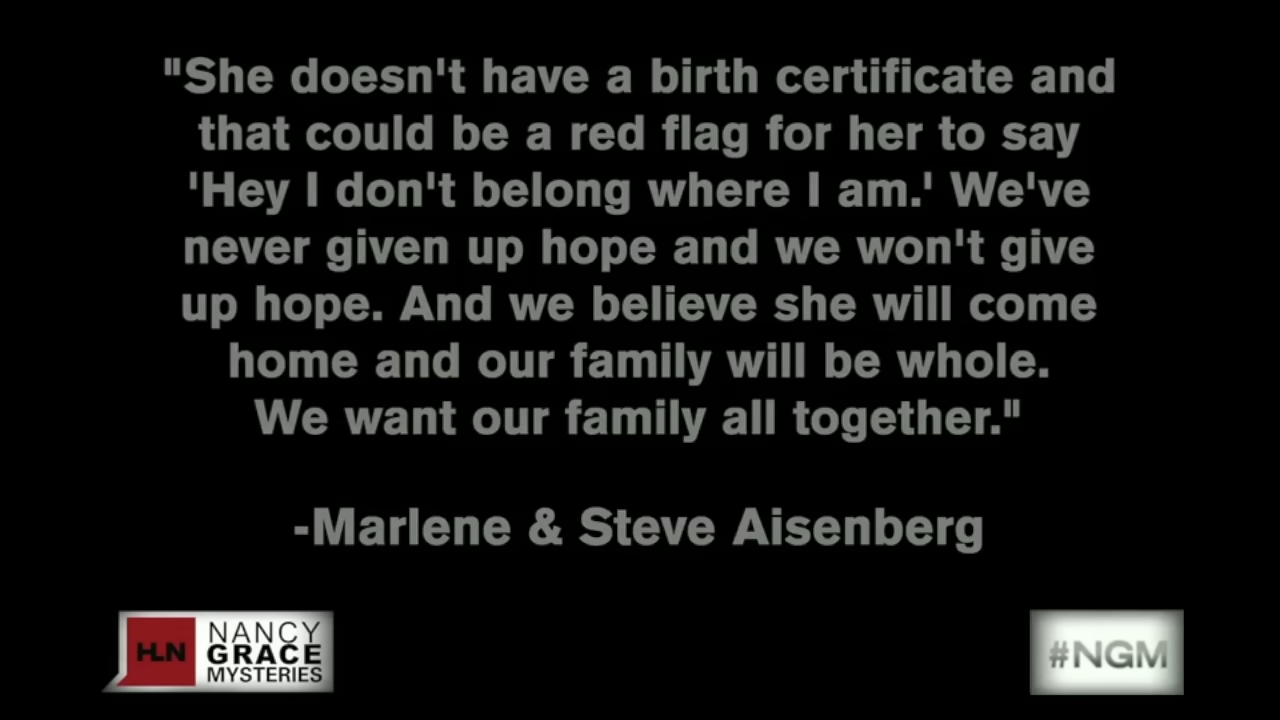 "She doesn't have a birth certificate and
that could be a red flag for her to say
'Hey I don't belong where I am.' We've
never given up hope and we won't give
up hope. And we believe she will come
home and our family will be whole.
We want our family all together."
-Marlene & Steve Aisenberg
HLN
NANCY
GRACE
MYSTERIES
#NGM